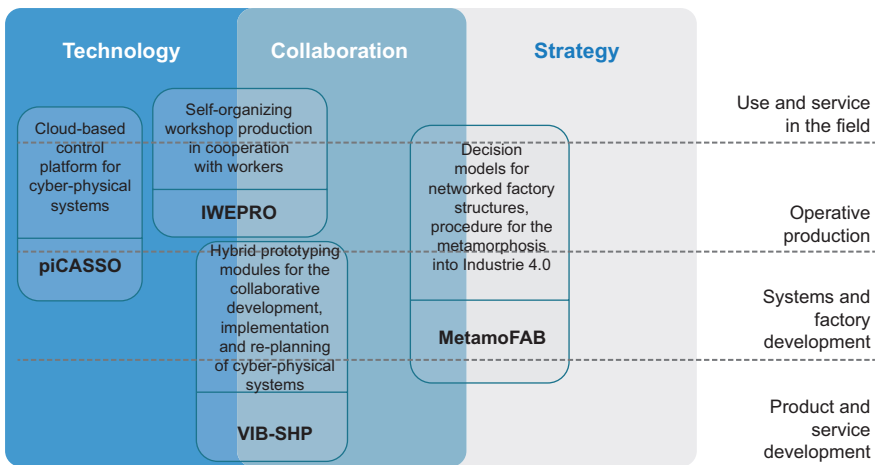 Technology
Collaboration
Strategy
Cloud-based
control
platform for
cyber-physical
systems
piCASSO
Self-organizing
workshop production
in cooperation
with workers
IWEPRO
Hybrid prototyping
modules for the
collaborative
development,
implementation
and re-planning
of cyber-physical
systems
VIB-SHP
Decision
models for
networked factory
structures,
procedure for the
metamorphosis
into Industrie 4.0
MetamoFAB
Use and service
in the field
Operative
production
Systems and
factory
development
Product and
service
development